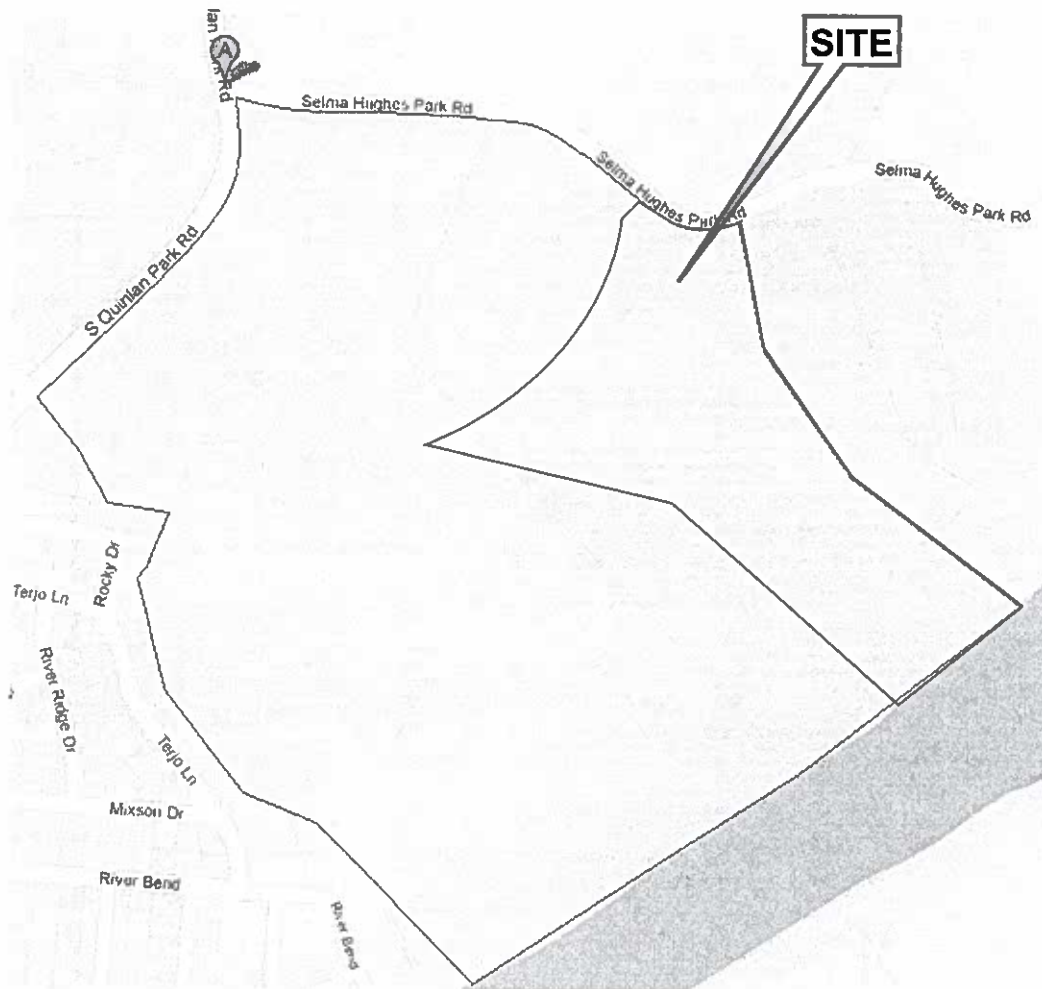 SITE
A
Selma Hughes Park Rd
Selma Hughes Park Rd
Selma Hughes Park Rd
S Quinlan Park Rd
Rocky Dr
Terjo Ln
River Ridge Dr
Terjo Ln
Mixson Dr
River Bend
River Bend